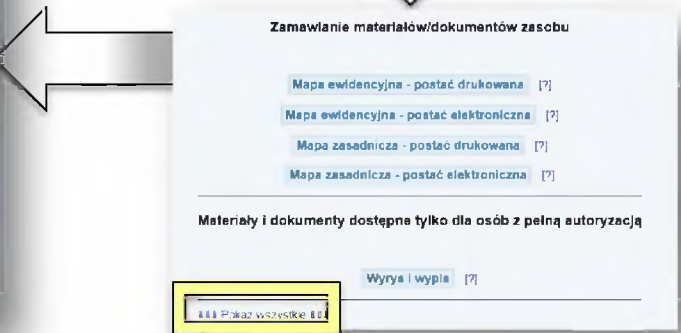 Zamawianie materiałów/dokumentów zasobu
Mapa ewidencyjna - postać drukowana [?]
Mapa ewidencyjna - postać elektroniczna [?]
Mapa zasadnicza - postać drukowana [?]
Mapa zasadnicza - postać elektroniczna [?]
Materiały i dokumenty dostępne tylko dla osób z pełną autoryzacją
Wyrys i wypis [?]
Pokaż wszystkie